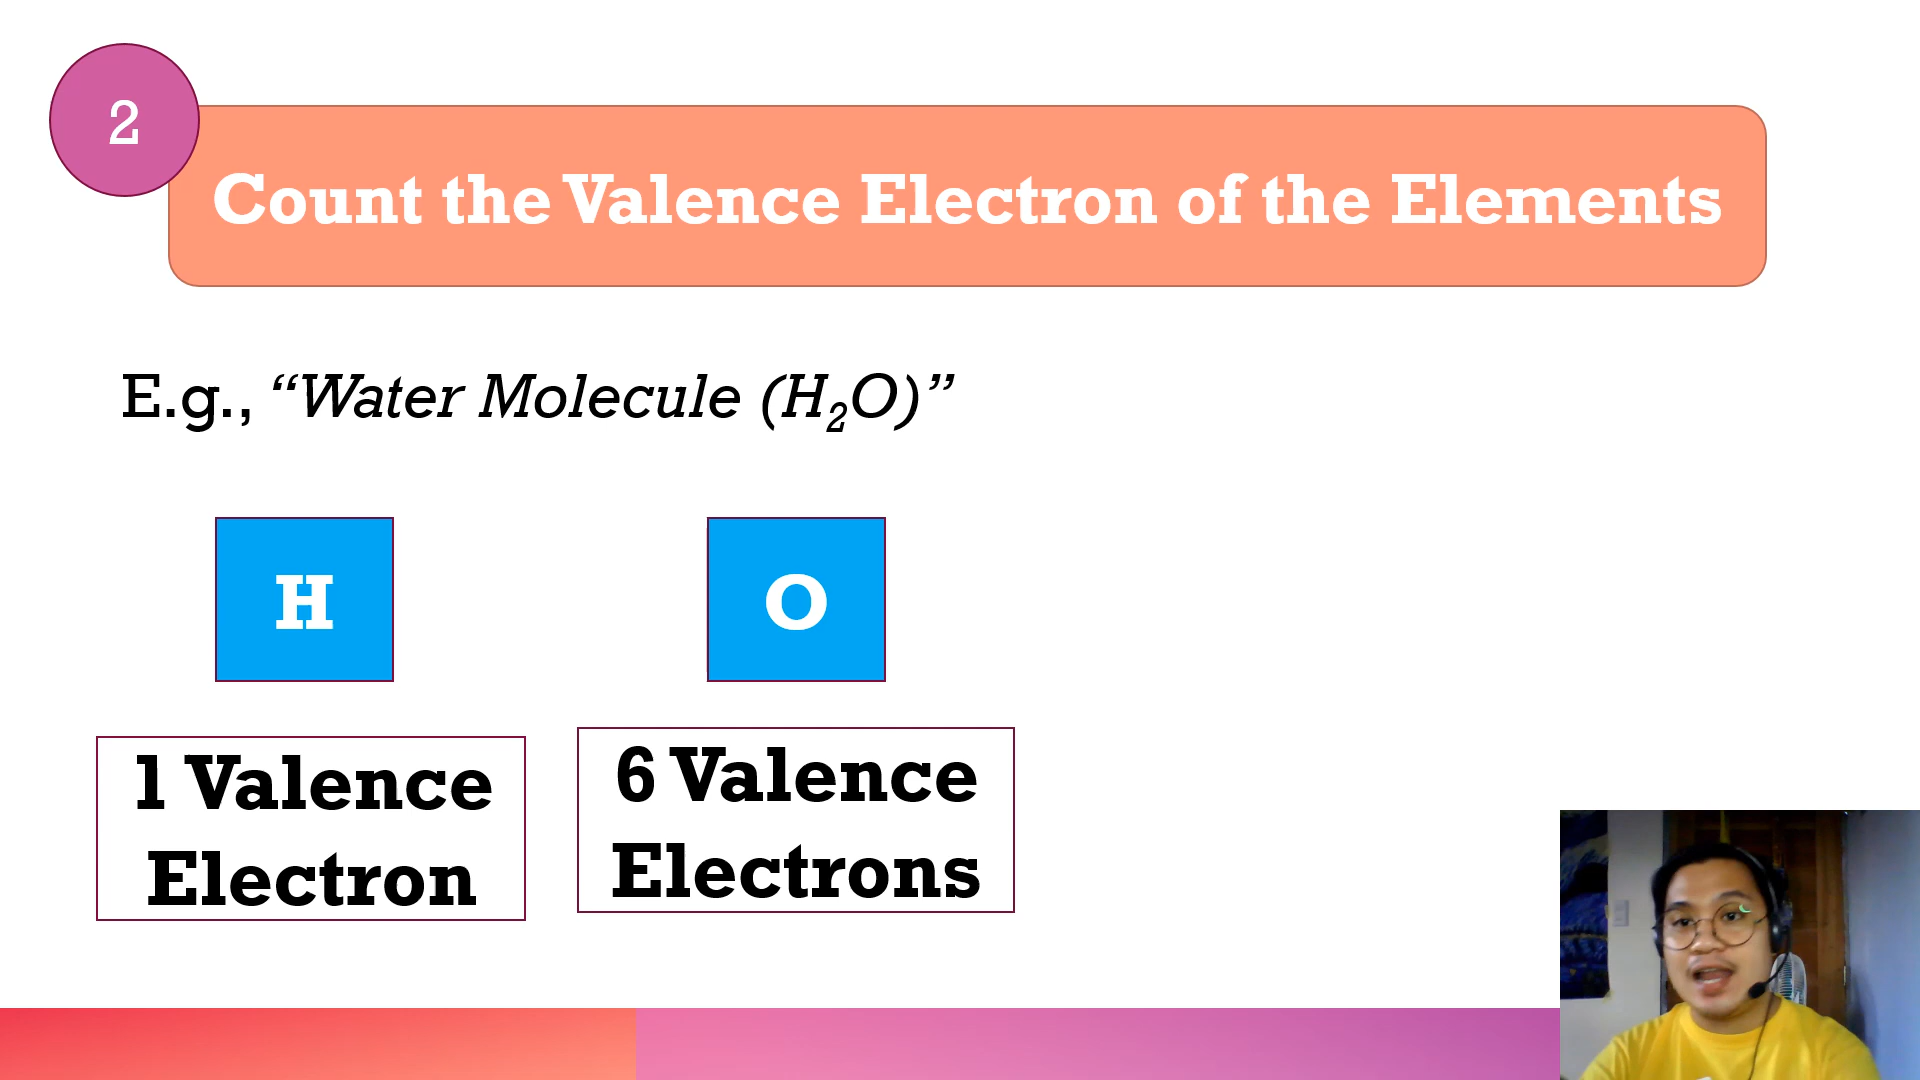 2
Count the Valence Electron of the Elements
E.g., “Water Molecule (H₂O)”
H
O
1 Valence
Electron
6 Valence
Electrons